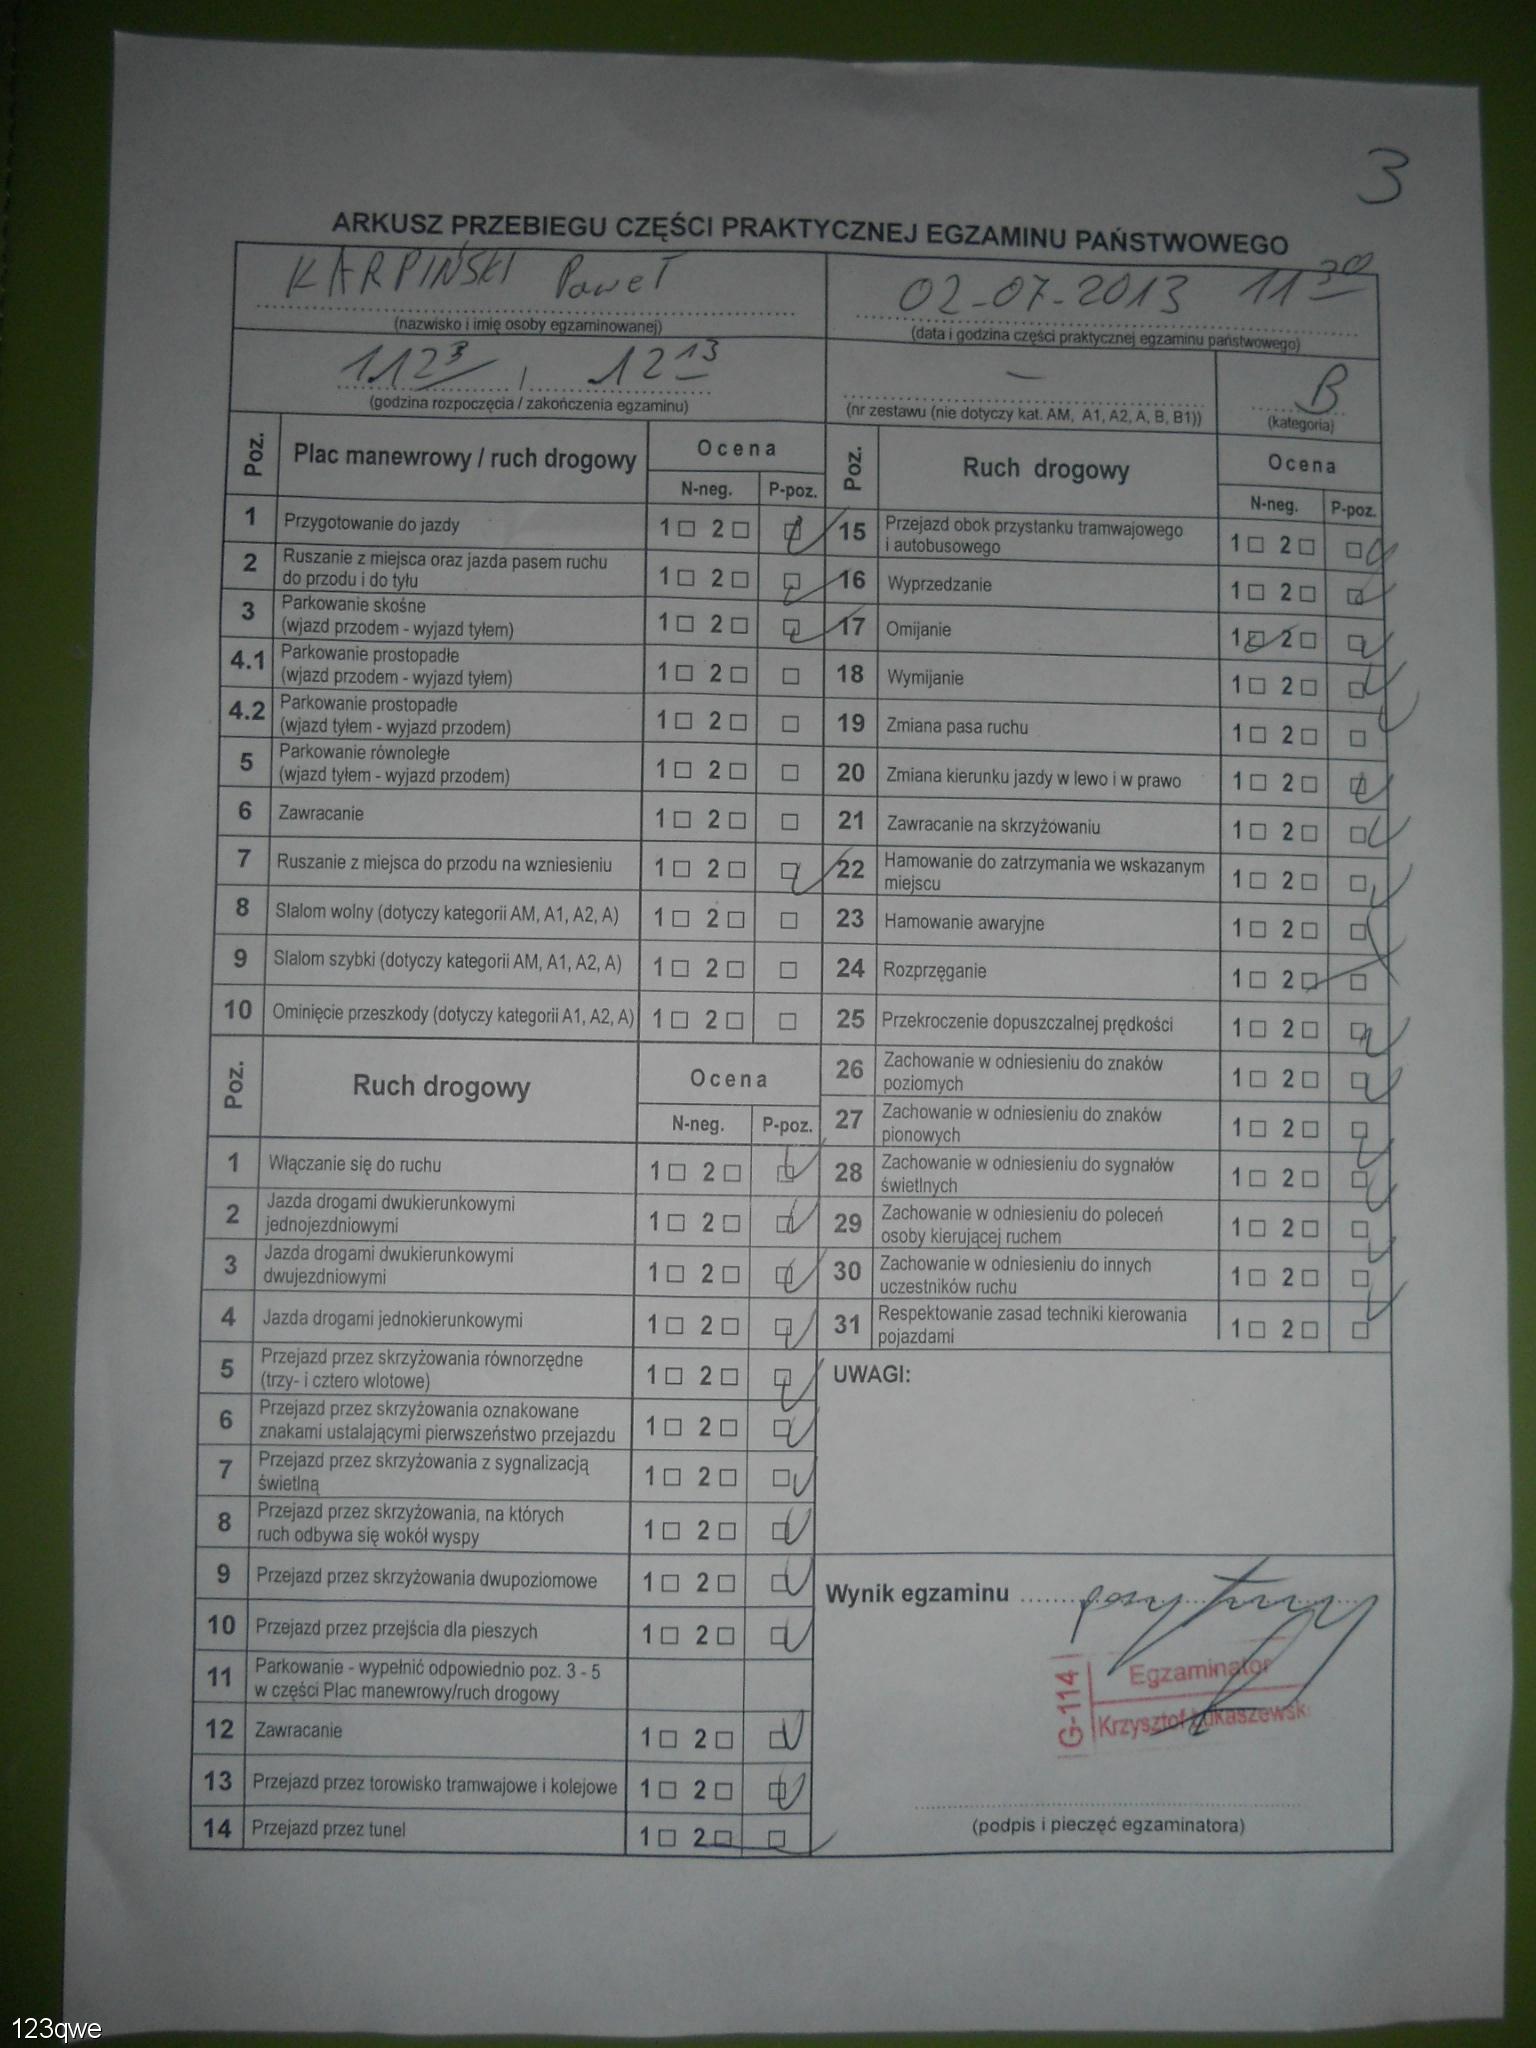 3
ARKUSZ PRZEBIEGU CZĘŚCI PRAKTYCZNEJ EGZAMINU PAŃSTWOWEGO
KARPIŃSKI Paweł
(nazwisko i imię osoby egzaminowanej)
02-07-2013 11 30
(data i godzina części praktycznej egzaminu państwowego)
11 23 / 12 13
(godzina rozpoczęcia / zakończenia egzaminu)
–
(nr zestawu (nie dotyczy kat. AM, A1, A2, A, B, B1))
B
(kategoria)
Poz. Plac manewrowy / ruch drogowy Ocena
N-neg. P-poz.
1 Przygotowanie do jazdy 1 2
2 Ruszanie z miejsca oraz jazda pasem ruchu
do przodu i do tyłu 1 2
3 Parkowanie skośne
(wjazd przodem - wyjazd tyłem) 1 2
4.1 Parkowanie prostopadłe
(wjazd przodem - wyjazd tyłem) 1 2
4.2 Parkowanie prostopadłe
(wjazd tyłem - wyjazd przodem) 1 2
5 Parkowanie równoległe
(wjazd tyłem - wyjazd przodem) 1 2
6 Zawracanie 1 2
7 Ruszanie z miejsca do przodu na wzniesieniu 1 2
8 Slalom wolny (dotyczy kategorii AM, A1, A2, A) 1 2
9 Slalom szybki (dotyczy kategorii AM, A1, A2, A) 1 2
10 Ominięcie przeszkody (dotyczy kategorii A1, A2, A) 1 2
Poz. Ruch drogowy Ocena
N-neg. P-poz.
1 Włączanie się do ruchu 1 2
2 Jazda drogami dwukierunkowymi
jednojezdniowymi 1 2
3 Jazda drogami dwukierunkowymi
dwujezdniowymi 1 2
4 Jazda drogami jednokierunkowymi 1 2
5 Przejazd przez skrzyżowania równorzędne
(trzy- i cztero wlotowe) 1 2
6 Przejazd przez skrzyżowania oznakowane
znakami ustalającymi pierwszeństwo przejazdu 1 2
7 Przejazd przez skrzyżowania z sygnalizacją
świetlną 1 2
8 Przejazd przez skrzyżowania, na których
ruch odbywa się wokół wyspy 1 2
9 Przejazd przez skrzyżowania dwupoziomowe 1 2
10 Przejazd przez przejścia dla pieszych 1 2
11 Parkowanie - wypełnić odpowiednio poz. 3 - 5
w części Plac manewrowy/ruch drogowy
12 Zawracanie 1 2
13 Przejazd przez torowisko tramwajowe i kolejowe 1 2
14 Przejazd przez tunel 1 2
Poz. Ruch drogowy Ocena
N-neg. P-poz.
15 Przejazd obok przystanku tramwajowego
i autobusowego 1 2
16 Wyprzedzanie 1 2
17 Omijanie 1 2
18 Wymijanie 1 2
19 Zmiana pasa ruchu 1 2
20 Zmiana kierunku jazdy w lewo i w prawo 1 2
21 Zawracanie na skrzyżowaniu 1 2
22 Hamowanie do zatrzymania we wskazanym
miejscu 1 2
23 Hamowanie awaryjne 1 2
24 Rozprzęganie 1 2
25 Przekroczenie dopuszczalnej prędkości 1 2
26 Zachowanie w odniesieniu do znaków
poziomych 1 2
27 Zachowanie w odniesieniu do znaków
pionowych 1 2
28 Zachowanie w odniesieniu do sygnałów
świetlnych 1 2
29 Zachowanie w odniesieniu do poleceń
osoby kierującej ruchem 1 2
30 Zachowanie w odniesieniu do innych
uczestników ruchu 1 2
31 Respektowanie zasad techniki kierowania
pojazdami 1 2
UWAGI:
Wynik egzaminu pozytywny
G-114
Egzaminator
Krzysztof Łukaszewsk
(podpis i pieczęć egzaminatora)
123qwe